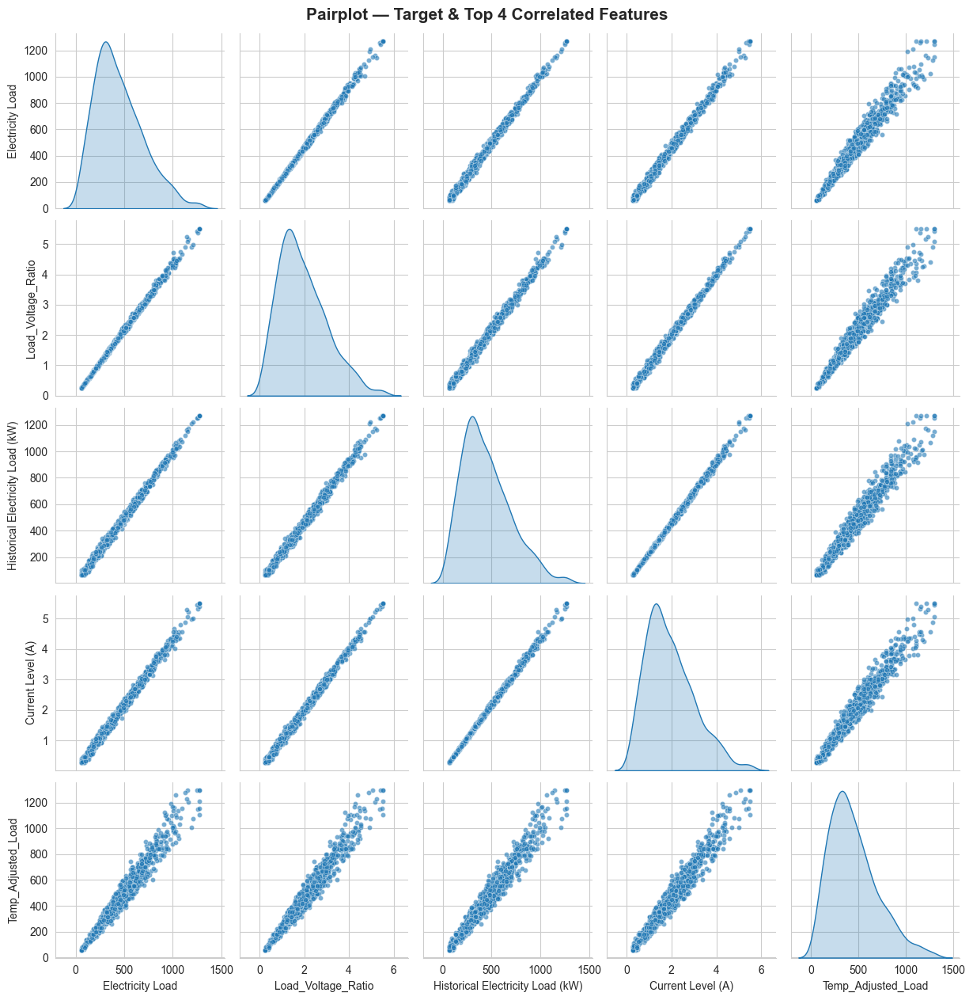 Pairplot — Target & Top 4 Correlated Features
Electricity Load
1200
1000
800
600
400
200
0
Load_Voltage_Ratio
5
4
3
2
1
0
Historical Electricity Load (kW)
1200
1000
800
600
400
200
Current Level (A)
5
4
3
2
1
Temp_Adjusted_Load
1200
1000
800
600
400
200
0
0 500 1000 1500
0 2 4 6
0 500 1000 1500
0 2 4 6
0 500 1000 1500
Electricity Load
Load_Voltage_Ratio
Historical Electricity Load (kW)
Current Level (A)
Temp_Adjusted_Load